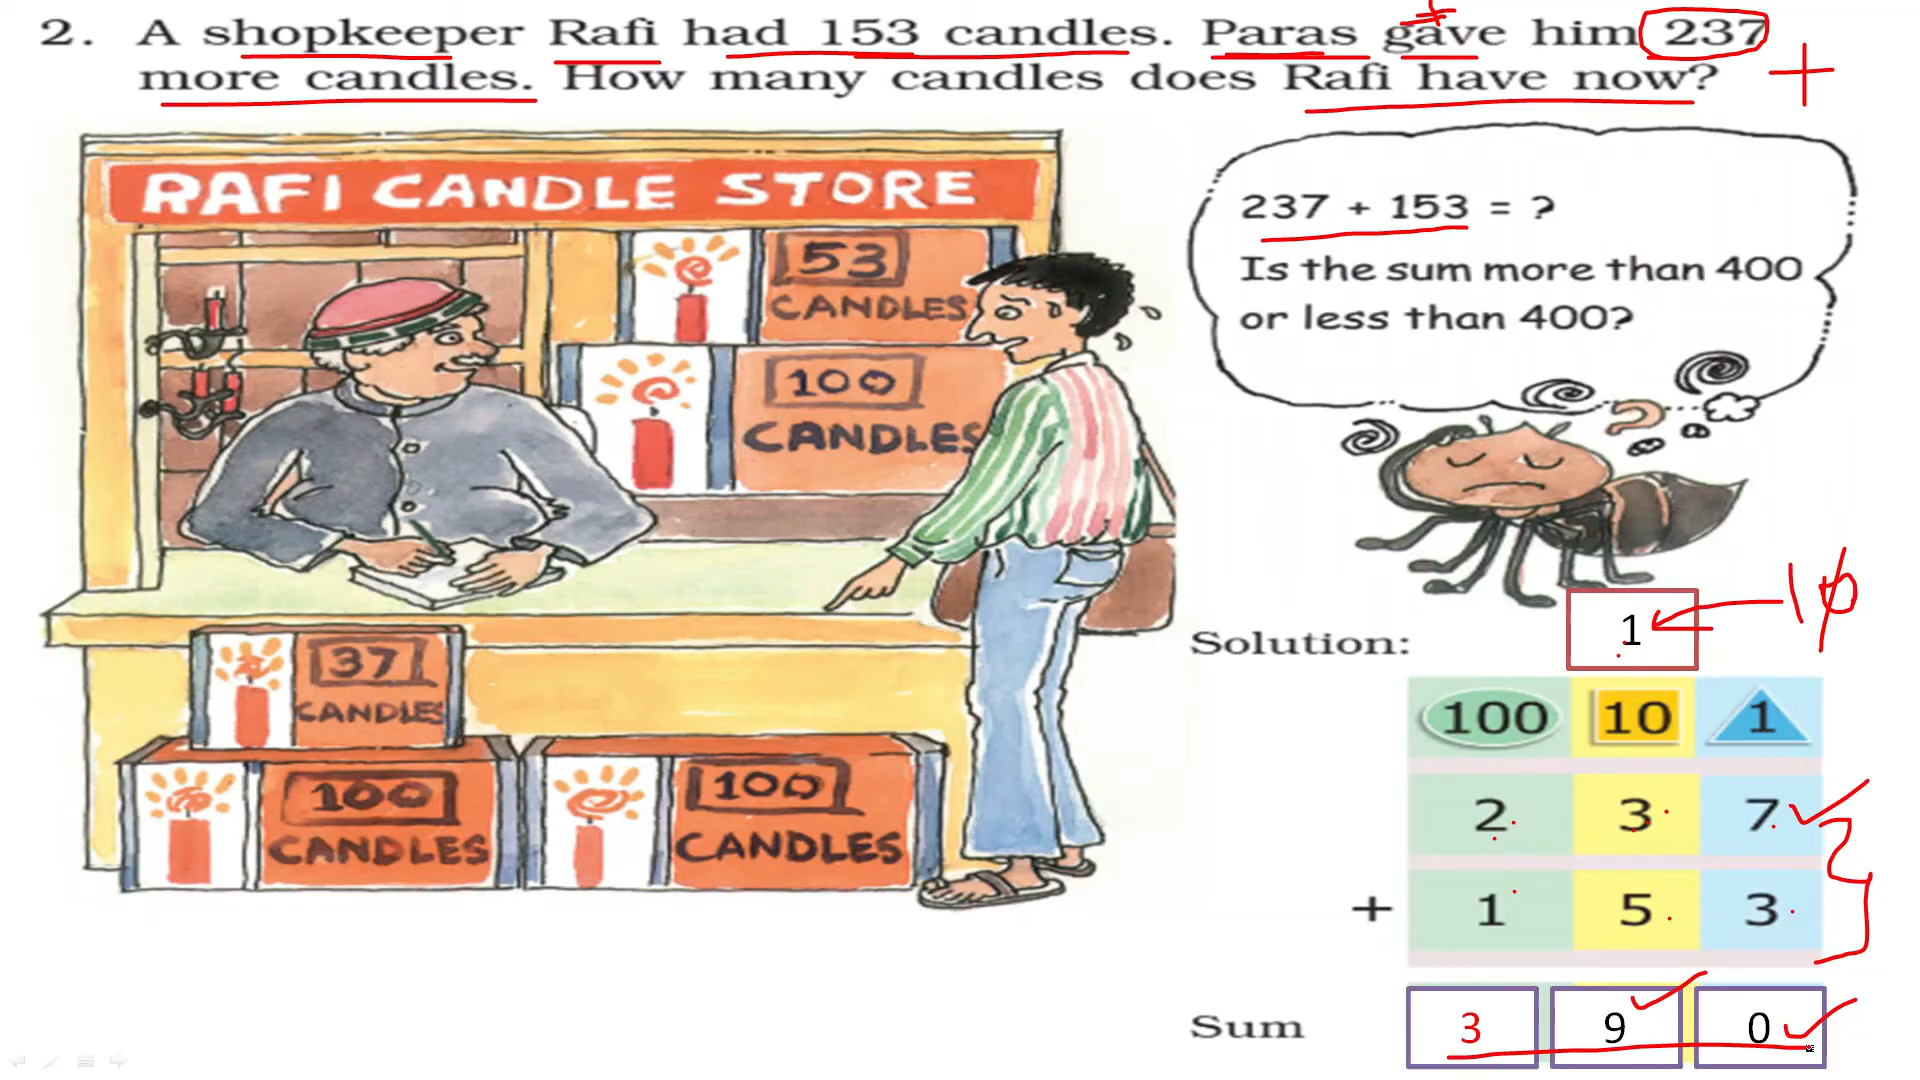 2. A shopkeeper Rafi had 153 candles. Paras gave him 237
more candles. How many candles does Rafi have now?
+
RAFI CANDLE STORE
53
CANDLES
100
CANDLES
37
CANDLES
100
CANDLES
100
CANDLES
237 + 153 = ?
Is the sum more than 400
or less than 400?
?
Solution:
1
10
100 10 1
2 3 7
+ 1 5 3
Sum 3 9 0